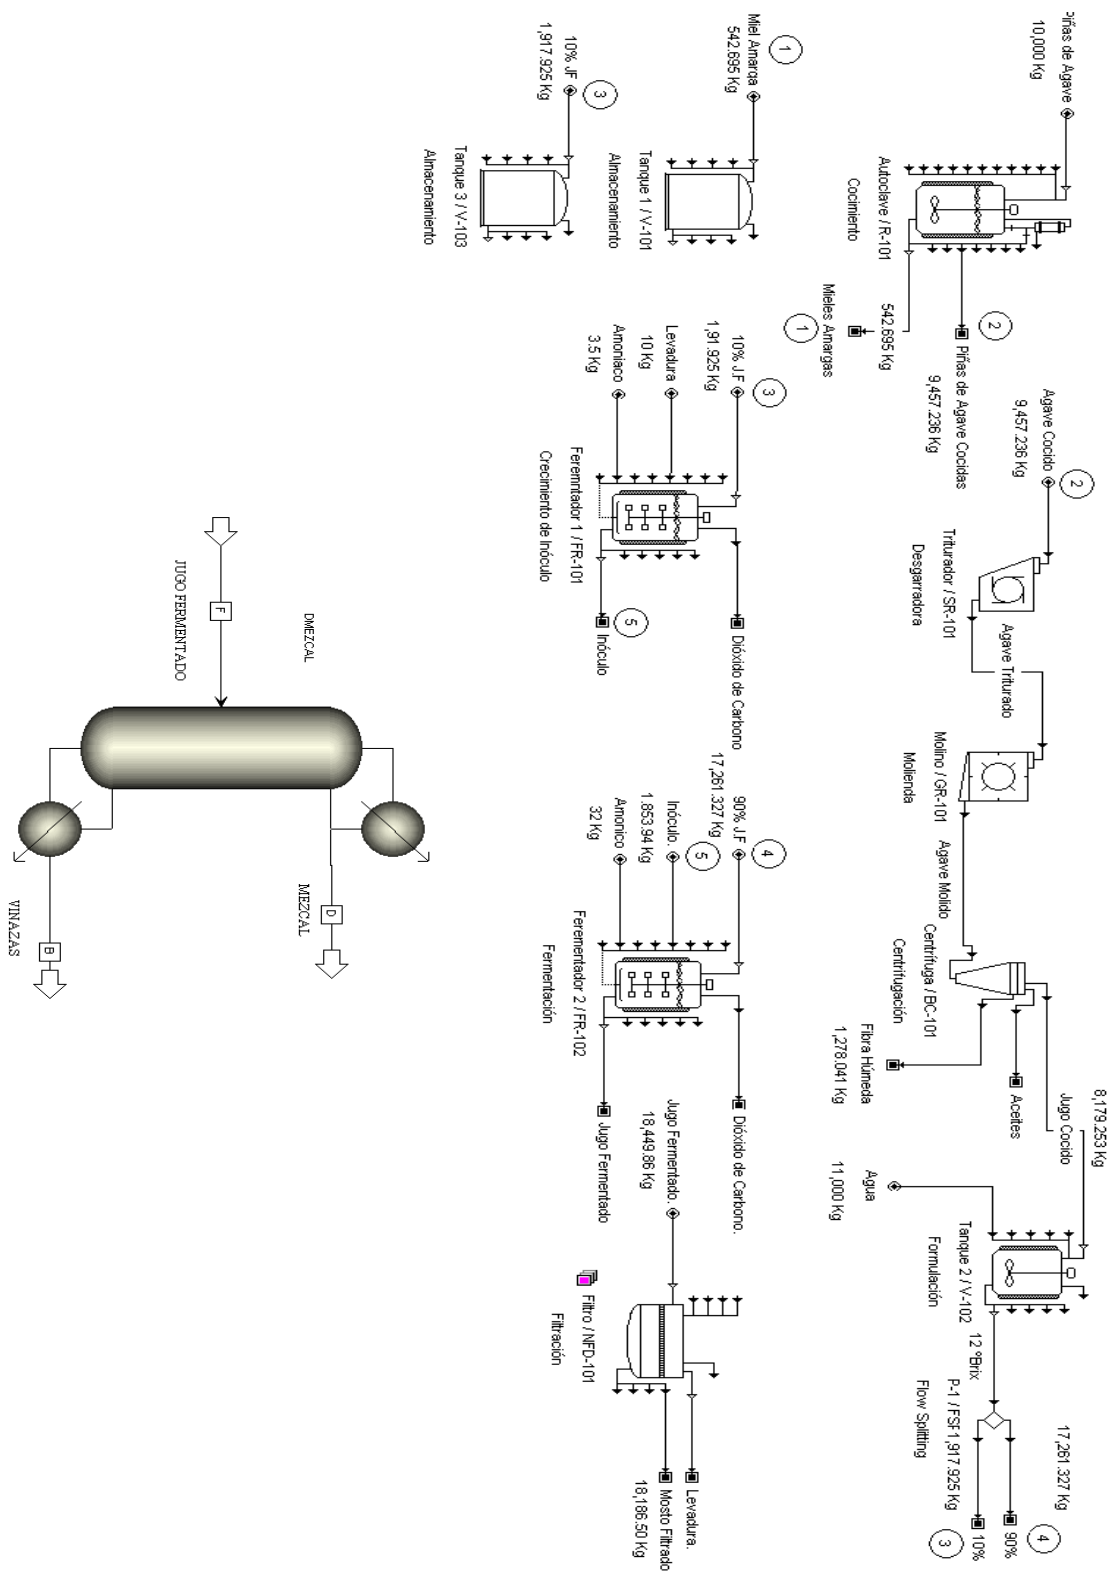 Piñas de Agave
10,000 Kg
Autoclave / R-101
Cocimiento
2
Piñas de Agave Cocidas
9,457.236 Kg
542.695 Kg
1
Mieles Amargas
Agave Cocido
9,457.236 Kg
2
Triturador / SR-101
Desgarradora
Agave Triturado
Molino / GR-101
Molienda
Agave Molido
Centrífuga / BC-101
Centrifugación
Fibra Húmeda
1,278.041 Kg
Aceites
8,179.253 Kg
Jugo Cocido
Agua
11,000 Kg
Tanque 2 / V-102
Formulación
12 ºBrix
P-1 / FSF1,917.925 Kg
Flow Splitting
17,261.327 Kg
90%
4
10%
3
1
Miel Amarga
542.695 Kg
Tanque 1 / V-101
Almacenamiento
3
10% JF
1,917.925 Kg
Tanque 3 / V-103
Almacenamiento
3
10% J.F
1,91.925 Kg
Levadura
10 Kg
Amoniaco
3.5 Kg
Feremntador 1 / FR-101
Crecimiento de Inóculo
Dióxido de Carbono
5
Inóculo
4
90% J.F
17,261.327 Kg
5
Inóculo.
1.853.94 Kg
Amonico
32 Kg
Ferementador 2 / FR-102
Fermentación
Dióxido de Carbono.
Jugo Fermentado
Jugo Fermentado.
18,449.86 Kg
Filtro / NFD-101
Filtración
Levadura.
Mosto Filtrado
18,186.50 Kg
DMEZCAL
F
JUGO FERMENTADO
D
MEZCAL
B
VINAZAS